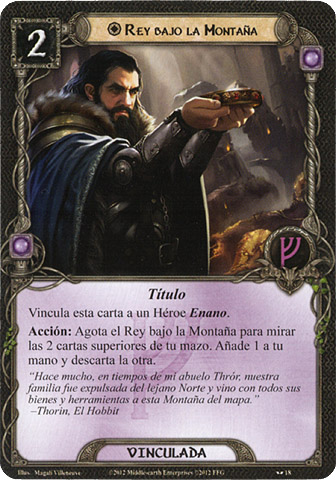 2
REY BAJO LA MONTAÑA
Título
Vincula esta carta a un Héroe Enano.
Acción: Agota el Rey bajo la Montaña para mirar
las 2 cartas superiores de tu mazo. Añade 1 a tu
mano y descarta la otra.
“Hace mucho, en tiempos de mi abuelo Thrór, nuestra
familia fue expulsada del lejano Norte y vino con todos sus
bienes y herramientas a esta Montaña del mapa.”
–Thorin, El Hobbit
VINCULADA
Illus. Magali Villeneuve ©2012 Middle-earth Enterprises ©2012 FFG 18